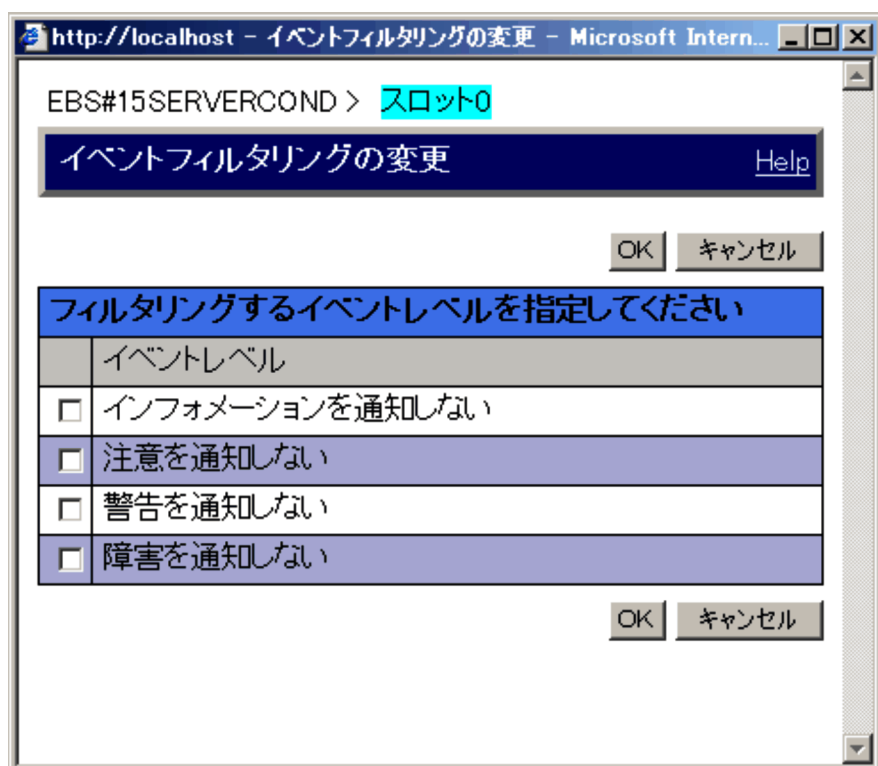 http://localhost - イベントフィルタリングの変更 - Microsoft Intern...
EBS#15SERVERCOND > スロット0
イベントフィルタリングの変更 Help
OK キャンセル
フィルタリングするイベントレベルを指定してください
イベントレベル
インフォメーションを通知しない
注意を通知しない
警告を通知しない
障害を通知しない
OK キャンセル